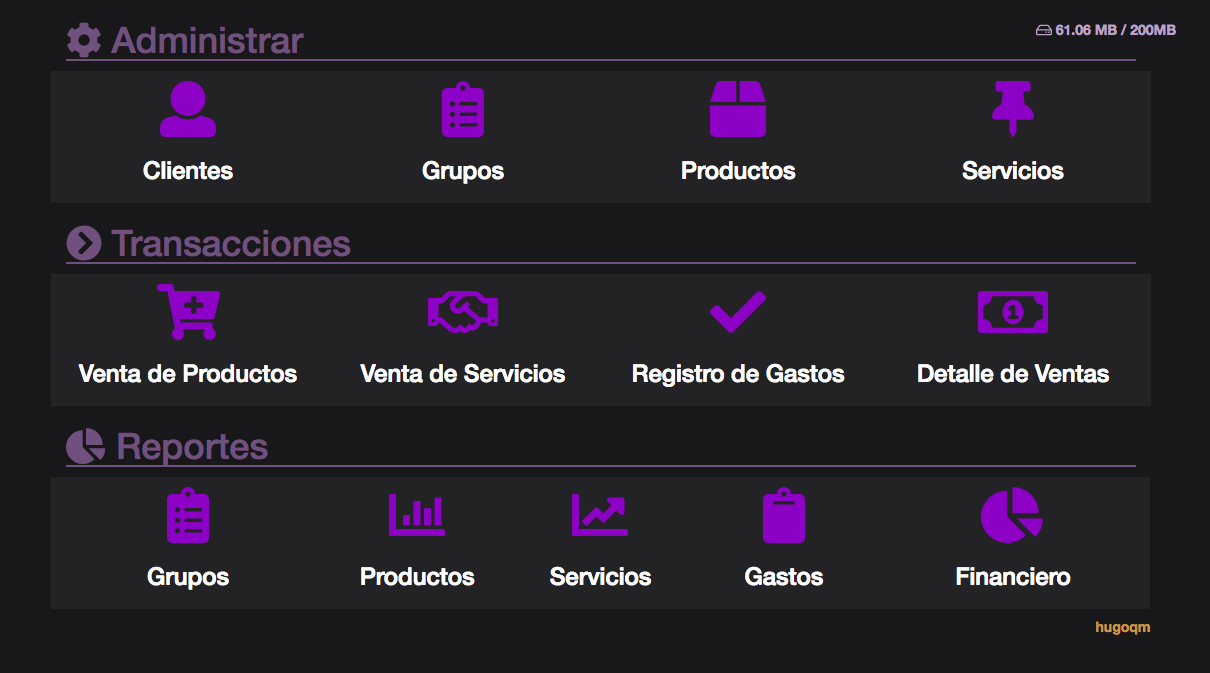 Administrar
61.06 MB / 200MB
Clientes
Grupos
Productos
Servicios
Transacciones
1
Venta de Productos
Venta de Servicios
Registro de Gastos
Detalle de Ventas
Reportes
Grupos
Productos
Servicios
Gastos
Financiero
hugoqm